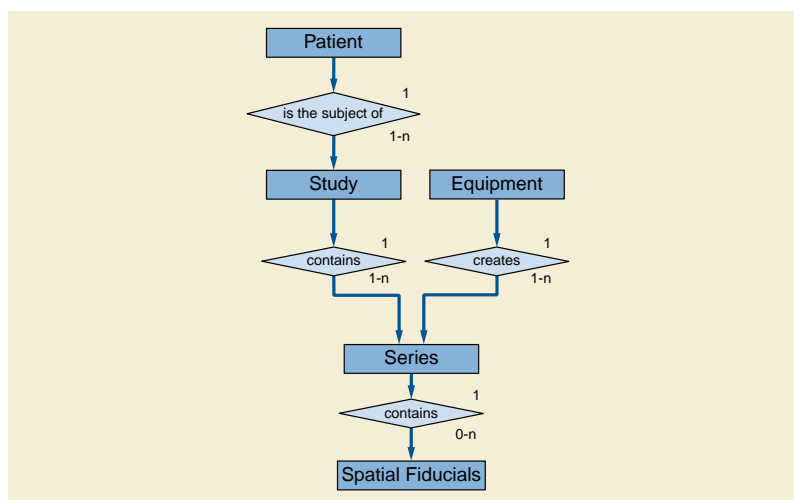 Patient
1
is the subject of
1-n
Study
Equipment
1
1
contains
creates
1-n
1-n
Series
1
contains
0-n
Spatial Fiducials